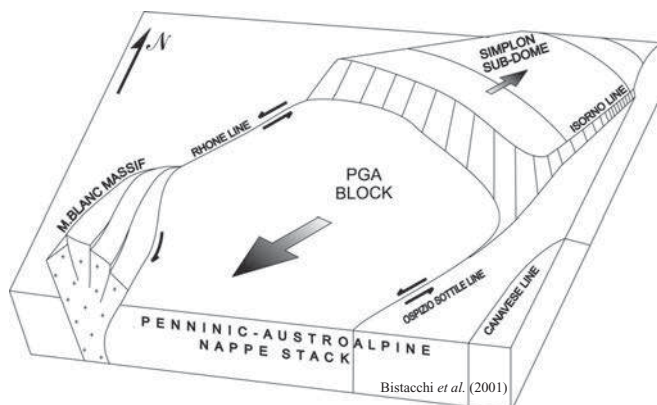 N
SIMPLON
SUB-DOME
ISORNO LINE
RHONE LINE
M.BLANC MASSIF
PGA
BLOCK
OSPIZIO SOTTILE LINE
CANAVESE LINE
PENNINIC-AUSTROALPINE
NAPPE STACK
Bistacchi et al. (2001)